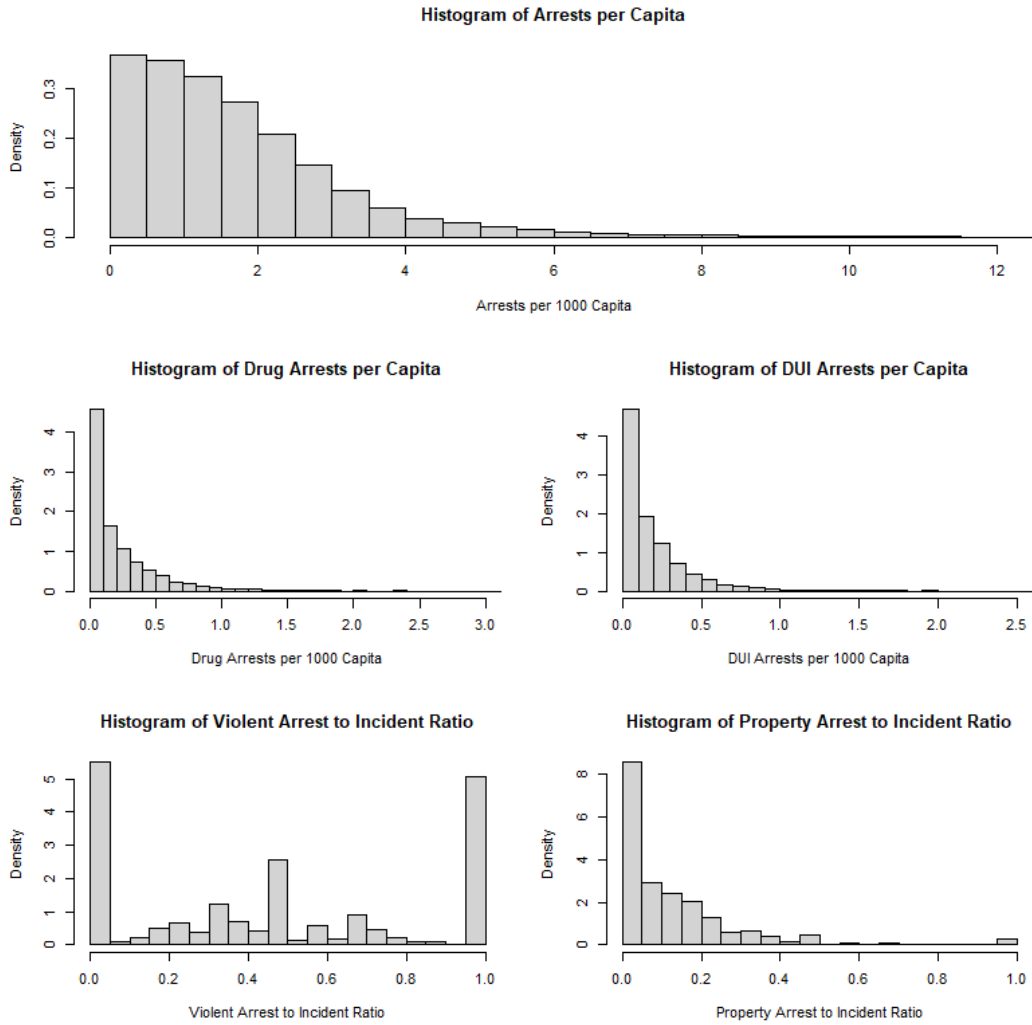 Histogram of Arrests per Capita
Density
0.0 0.1 0.2 0.3
0 2 4 6 8 10 12
Arrests per 1000 Capita
Histogram of Drug Arrests per Capita
Density
0 1 2 3 4
0.0 0.5 1.0 1.5 2.0 2.5 3.0
Drug Arrests per 1000 Capita
Histogram of DUI Arrests per Capita
Density
0 1 2 3 4
0.0 0.5 1.0 1.5 2.0 2.5
DUI Arrests per 1000 Capita
Histogram of Violent Arrest to Incident Ratio
Density
0 1 2 3 4 5
0.0 0.2 0.4 0.6 0.8 1.0
Violent Arrest to Incident Ratio
Histogram of Property Arrest to Incident Ratio
Density
0 2 4 6 8
0.0 0.2 0.4 0.6 0.8 1.0
Property Arrest to Incident Ratio